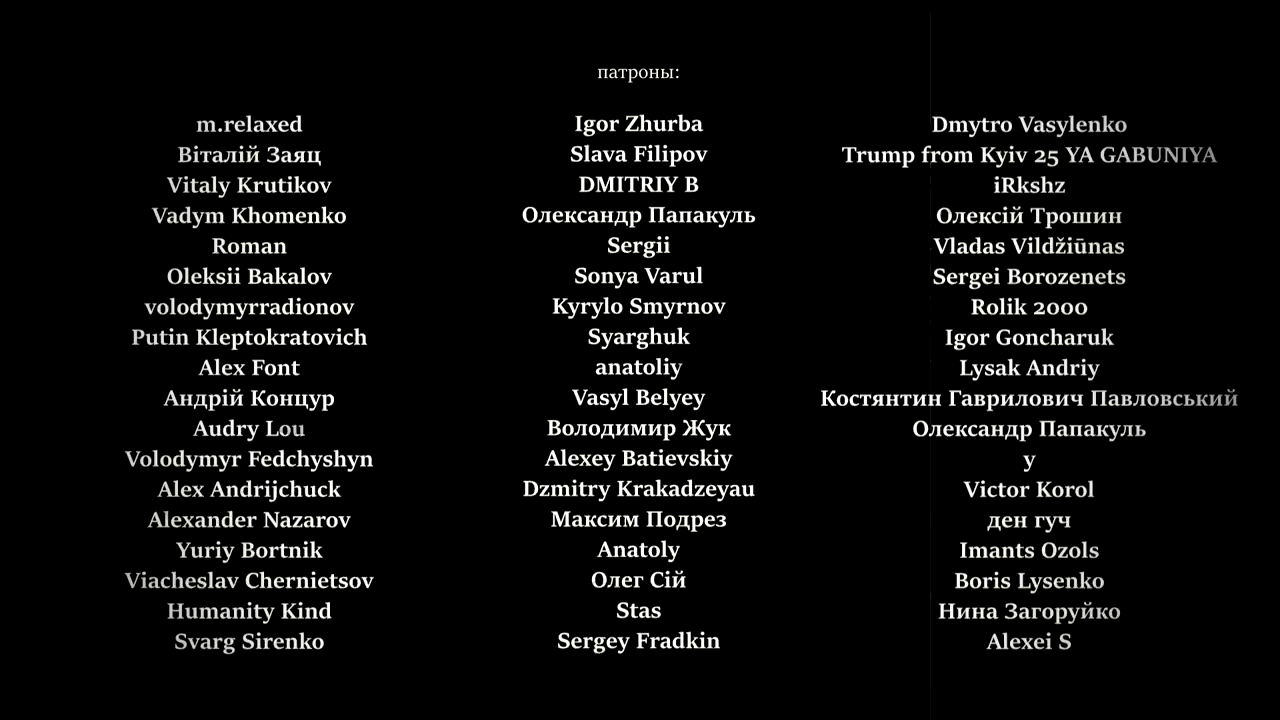 патроны:
m.relaxed
Віталій Заяц
Vitaly Krutikov
Vadym Khomenko
Roman
Oleksii Bakalov
volodymyrradionov
Putin Kleptokratovich
Alex Font
Андрій Концур
Audry Lou
Volodymyr Fedchyshyn
Alex Andrijchuck
Alexander Nazarov
Yuriy Bortnik
Viacheslav Chernietsov
Humanity Kind
Svarg Sirenko
Igor Zhurba
Slava Filipov
DMITRIY B
Олександр Папакуль
Sergii
Sonya Varul
Kyrylo Smyrnov
Syarghuk
anatoliy
Vasyl Belyey
Володимир Жук
Alexey Batievskiy
Dzmitry Krakadzeyau
Максим Подрез
Anatoly
Олег Сій
Stas
Sergey Fradkin
Dmytro Vasylenko
Trump from Kyiv 25 YA GABUNIYA
iRkshz
Олексій Трошин
Vladas Vildžiūnas
Sergei Borozenets
Rolik 2000
Igor Goncharuk
Lysak Andriy
Костянтин Гаврилович Павловський
Олександр Папакуль
y
Victor Korol
ден гуч
Imants Ozols
Boris Lysenko
Нина Загоруйко
Alexei S